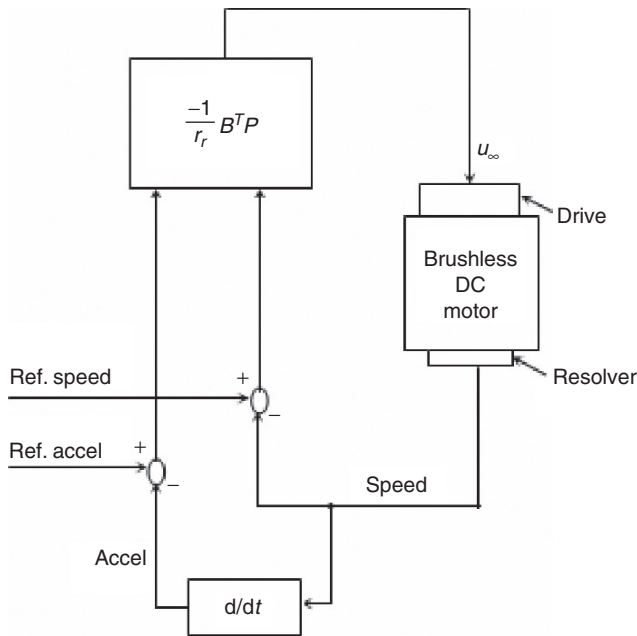 −1
r_r B^T P
u_∞
Drive
Brushless
DC
motor
Resolver
Ref. speed
+
−
Ref. accel
+
−
Speed
Accel
d/dt